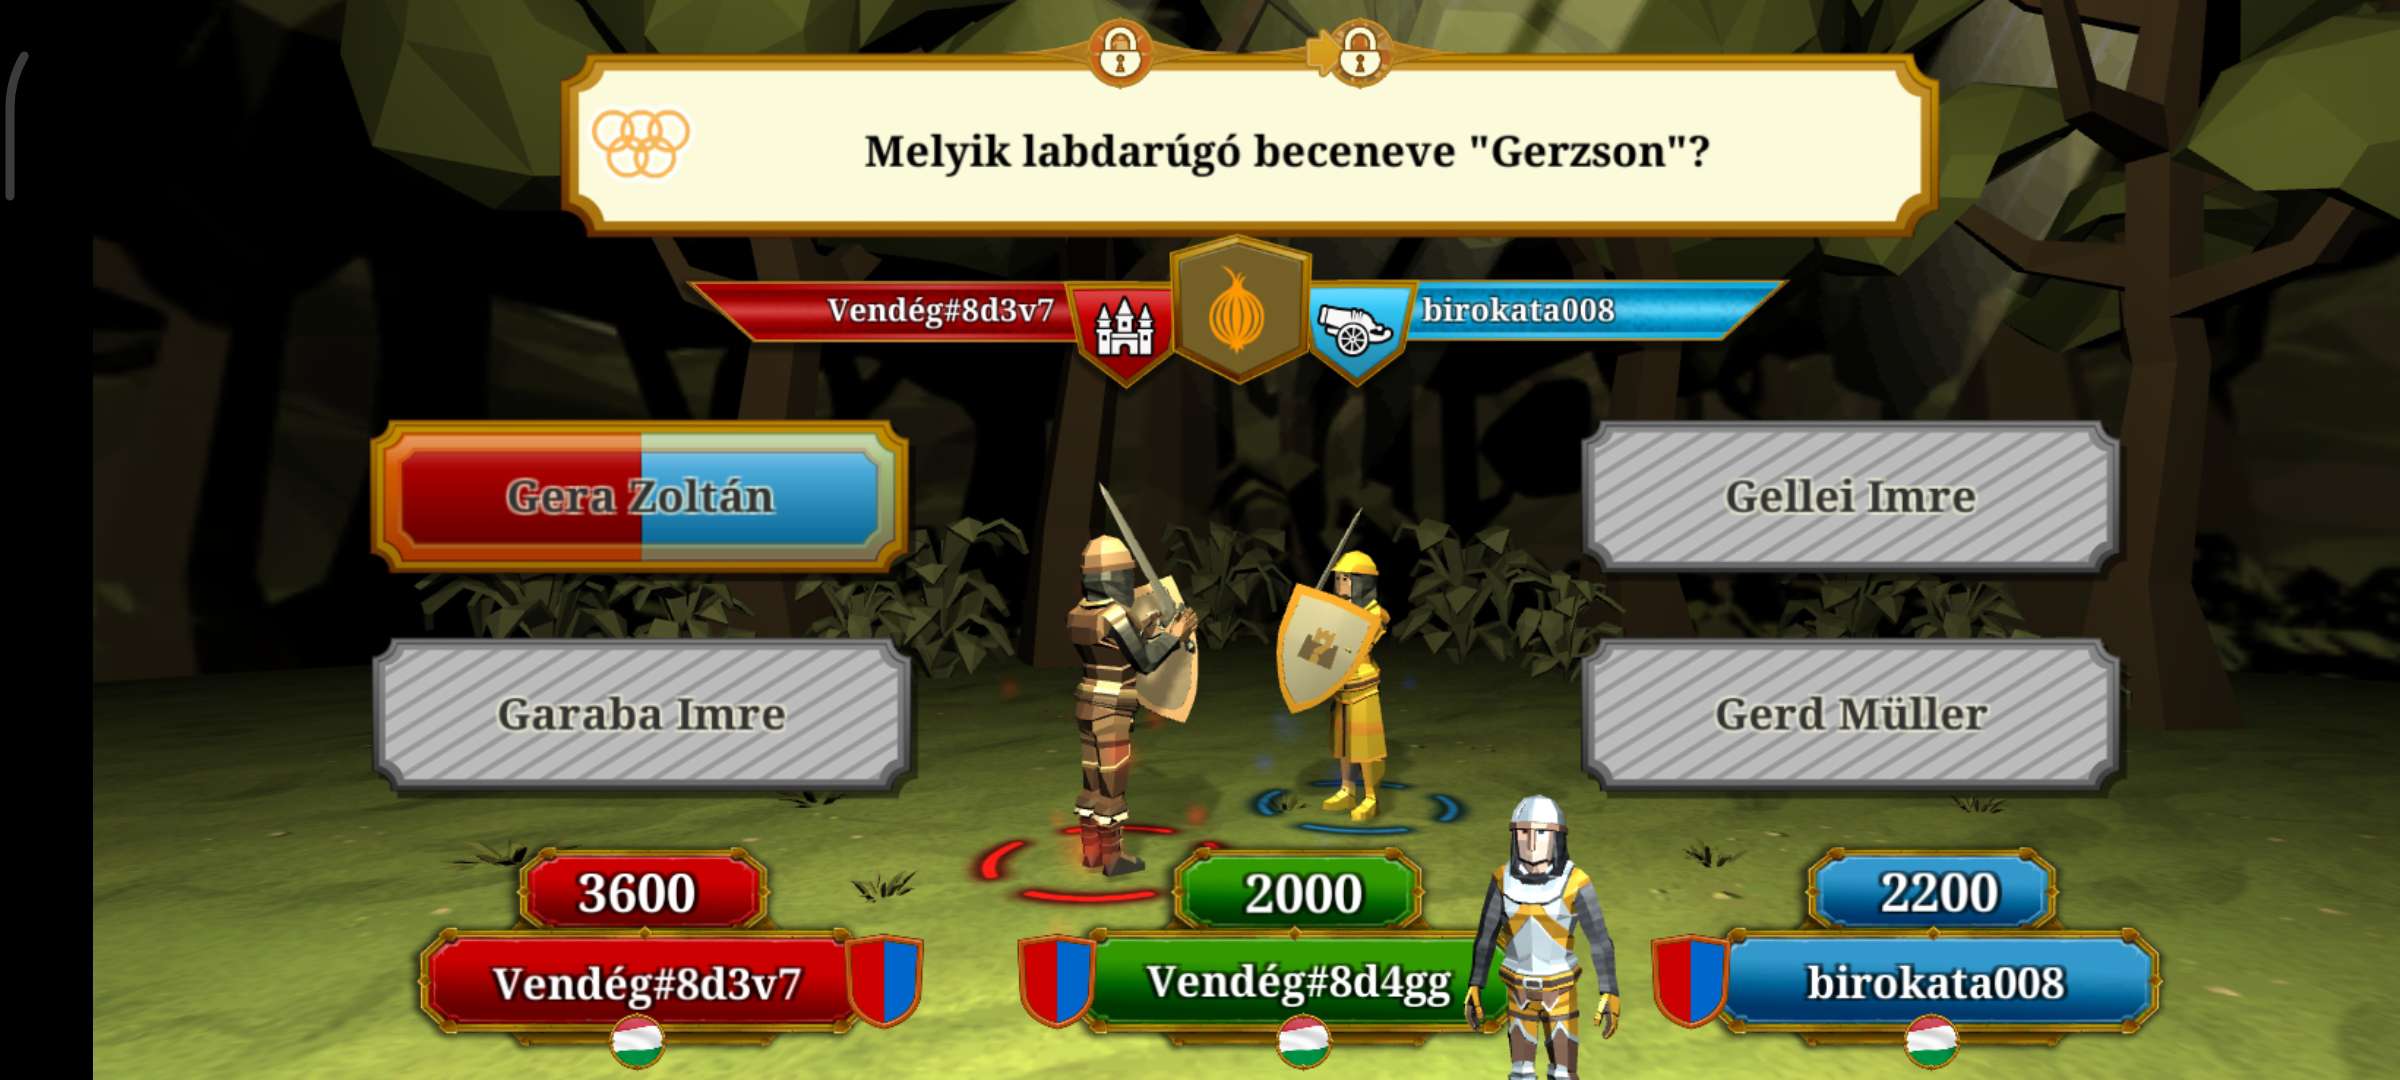 Melyik labdarúgó beceneve "Gerzson"?
Vendég#8d3v7
birokata008
Gera Zoltán
Gellei Imre
Garaba Imre
Gerd Müller
3600
2000
2200
Vendég#8d3v7
Vendég#8d4gg
birokata008